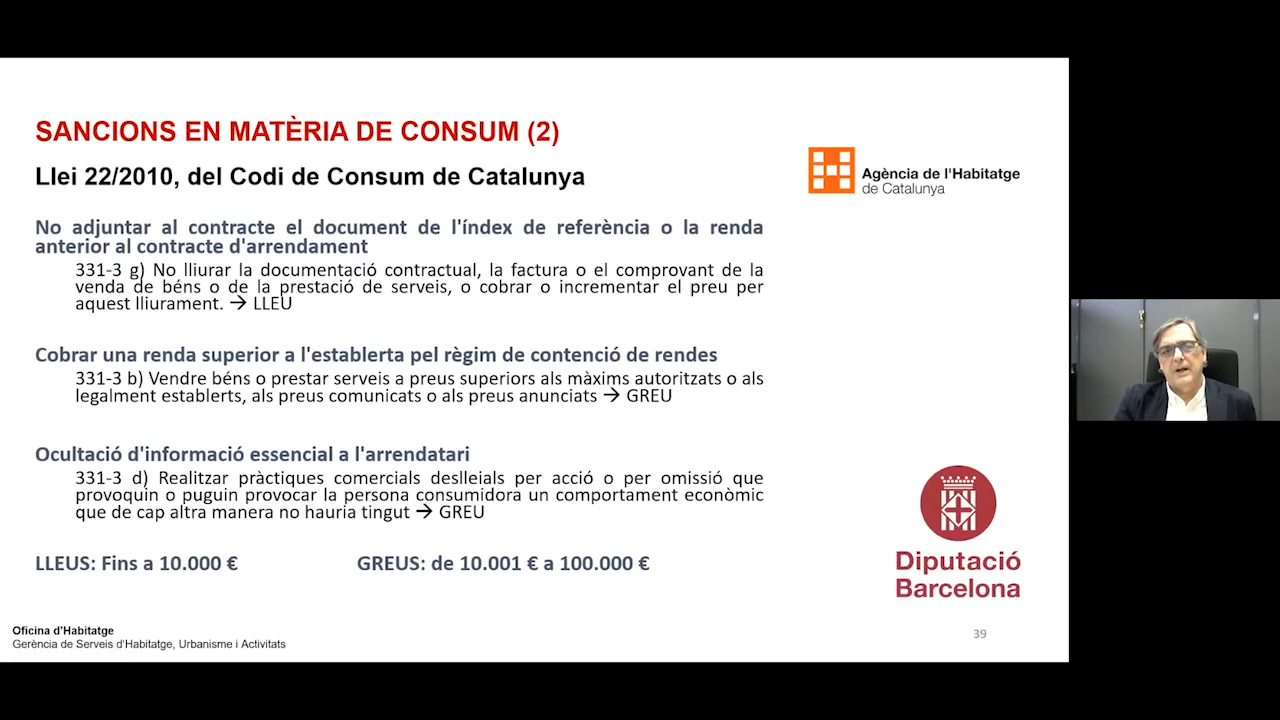 SANCIONS EN MATÈRIA DE CONSUM (2)
Llei 22/2010, del Codi de Consum de Catalunya
Agència de l'Habitatge
de Catalunya
No adjuntar al contracte el document de l'índex de referència o la renda
anterior al contracte d'arrendament
331-3 g) No lliurar la documentació contractual, la factura o el comprovant de la
venda de béns o de la prestació de serveis, o cobrar o incrementar el preu per
aquest lliurament. → LLEU
Cobrar una renda superior a l'establerta pel règim de contenció de rendes
331-3 b) Vendre béns o prestar serveis a preus superiors als màxims autoritzats o als
legalment establerts, als preus comunicats o als preus anunciats → GREU
Ocultació d'informació essencial a l'arrendatari
331-3 d) Realitzar pràctiques comercials deslleials per acció o per omissió que
provoquin o puguin provocar la persona consumidora un comportament econòmic
que de cap altra manera no hauria tingut → GREU
LLEUS: Fins a 10.000 € GREUS: de 10.001 € a 100.000 €
Diputació
Barcelona
Oficina d'Habitatge
Gerència de Serveis d'Habitatge, Urbanisme i Activitats
39